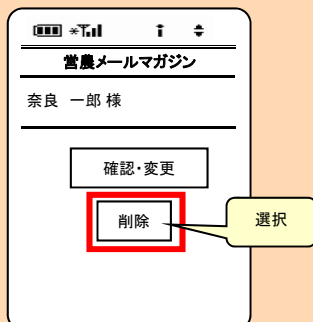 営農メールマガジン
奈良 一郎 様
確認・変更
削除
選択